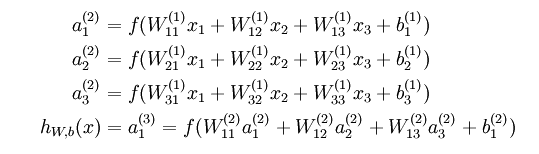 a_1^{(2)} = f(W_{11}^{(1)}x_1 + W_{12}^{(1)}x_2 + W_{13}^{(1)}x_3 + b_1^{(1)})
a_2^{(2)} = f(W_{21}^{(1)}x_1 + W_{22}^{(1)}x_2 + W_{23}^{(1)}x_3 + b_2^{(1)})
a_3^{(2)} = f(W_{31}^{(1)}x_1 + W_{32}^{(1)}x_2 + W_{33}^{(1)}x_3 + b_3^{(1)})
h_{W,b}(x) = a_1^{(3)} = f(W_{11}^{(2)}a_1^{(2)} + W_{12}^{(2)}a_2^{(2)} + W_{13}^{(2)}a_3^{(2)} + b_1^{(2)})